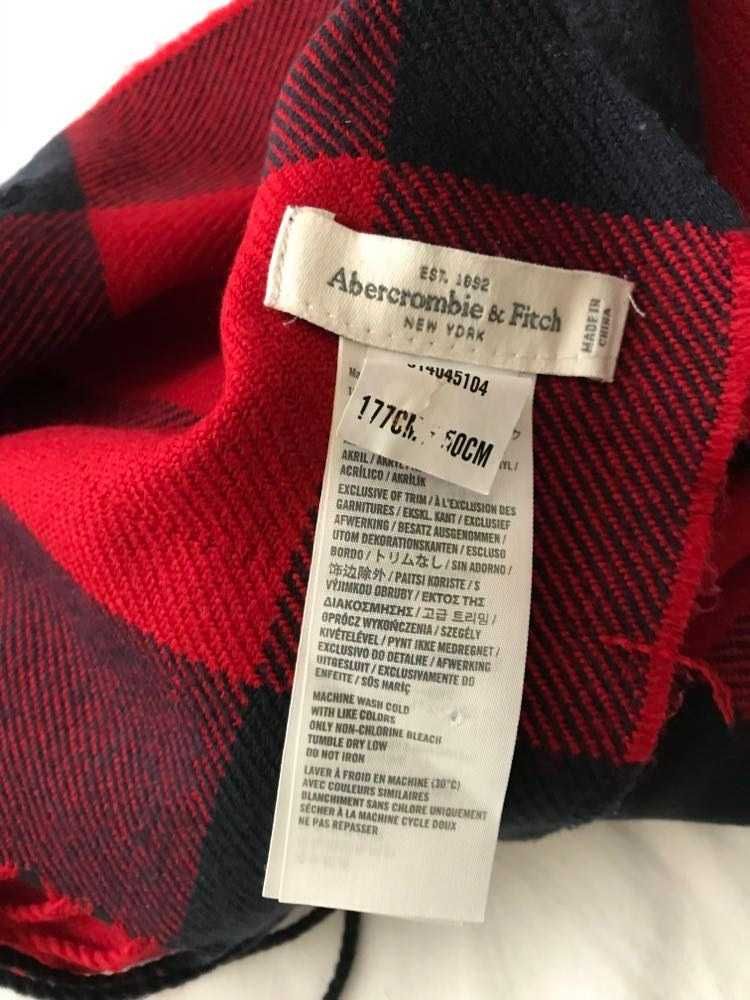 EST. 1892
Abercrombie & Fitch
NEW YORK
MADE IN
CHINA
177CM 50CM
ACRÍLICO / AKRİLİK
EXCLUSIVE OF TRIM / À L'EXCLUSION DES
GARNITURES / EKSKL. KANT / EXCLUSIEF
AFWERKING / BESATZ AUSGENOMMEN /
UTOM DEKORATIONSKANTEN / ESCLUSO
BORDO / トリムなし / SIN ADORNO /
饰边除外 / PAITSI KORISTE / S
VÝJIMKOU OBRUBY / ΕΚΤΟΣ ΤΗΣ
ΔΙΑΚΟΣΜΗΣΗΣ / 고급 트리밍 /
OPRÓCZ WYKOŃCZENIA / SZEGÉLY
KIVÉTELÉVEL / PYNT IKKE MEDREGNET /
EXCLUSIVO DO DETALHE / AFWERKING
UITGESLUIT / EXCLUSIVAMENTE DO
ENFEITE / SÜS HARİÇ
MACHINE WASH COLD
WITH LIKE COLORS
ONLY NON-CHLORINE BLEACH
TUMBLE DRY LOW
DO NOT IRON
LAVER À FROID EN MACHINE (30°C)
AVEC COULEURS SIMILAIRES
BLANCHIMENT SANS CHLORE UNIQUEMENT
SÉCHER À LA MACHINE CYCLE DOUX
NE PAS REPASSER